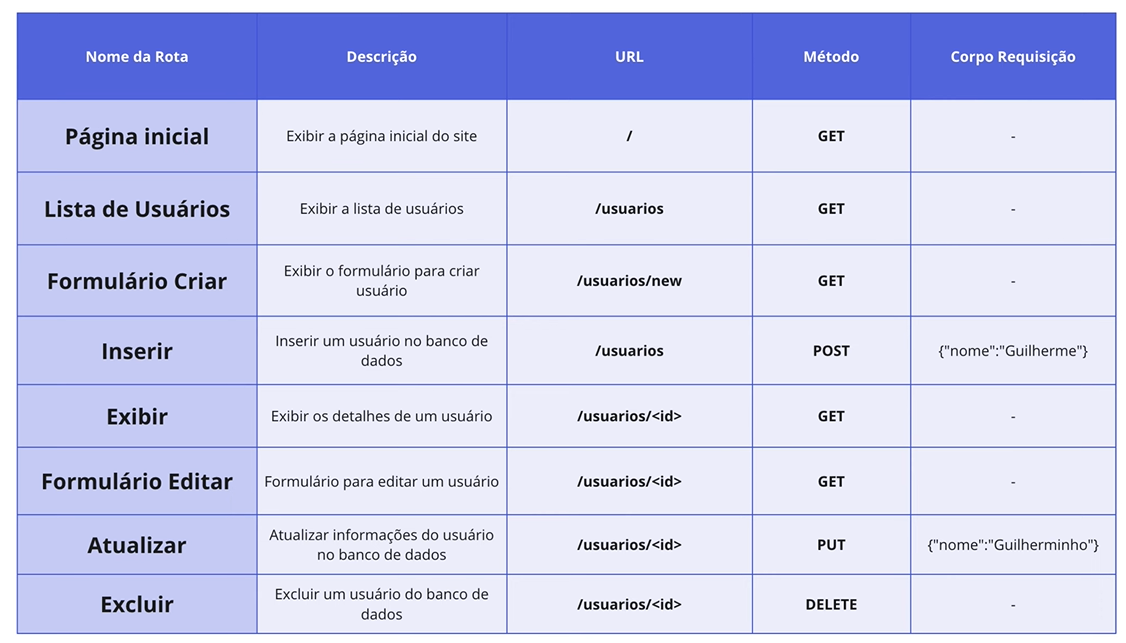 Nome da Rota
Descrição
URL
Método
Corpo Requisição
Página inicial
Exibir a página inicial do site
/
GET
-
Lista de Usuários
Exibir a lista de usuários
/usuarios
GET
-
Formulário Criar
Exibir o formulário para criar
usuário
/usuarios/new
GET
-
Inserir
Inserir um usuário no banco de
dados
/usuarios
POST
{"nome":"Guilherme"}
Exibir
Exibir os detalhes de um usuário
/usuarios/<id>
GET
-
Formulário Editar
Formulário para editar um usuário
/usuarios/<id>
GET
-
Atualizar
Atualizar informações do usuário
no banco de dados
/usuarios/<id>
PUT
{"nome":"Guilherminho"}
Excluir
Excluir um usuário do banco de
dados
/usuarios/<id>
DELETE
-